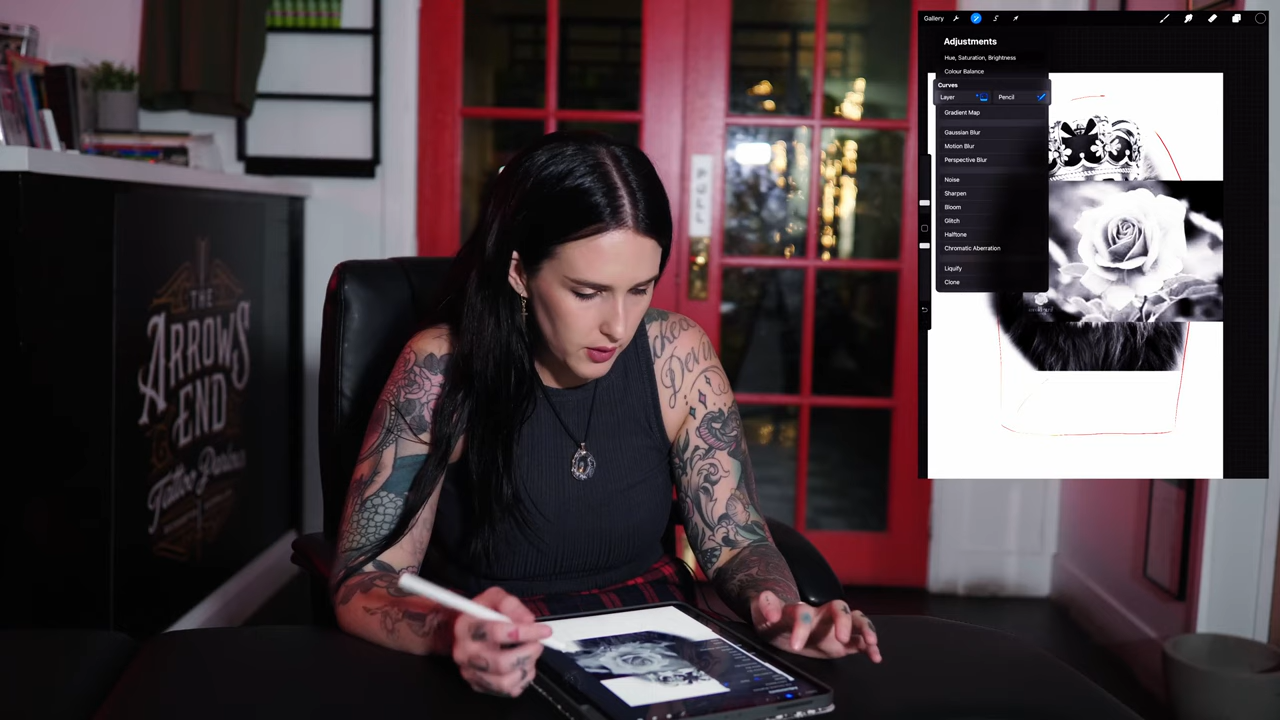 Gallery
Adjustments
Hue, Saturation, Brightness
Colour Balance
Curves
Layer
Pencil
Gradient Map
Gaussian Blur
Motion Blur
Perspective Blur
Noise
Sharpen
Bloom
Glitch
Halftone
Chromatic Aberration
Liquify
Clone
PULL
THE
ARROWS
END
Tattoo Parlour